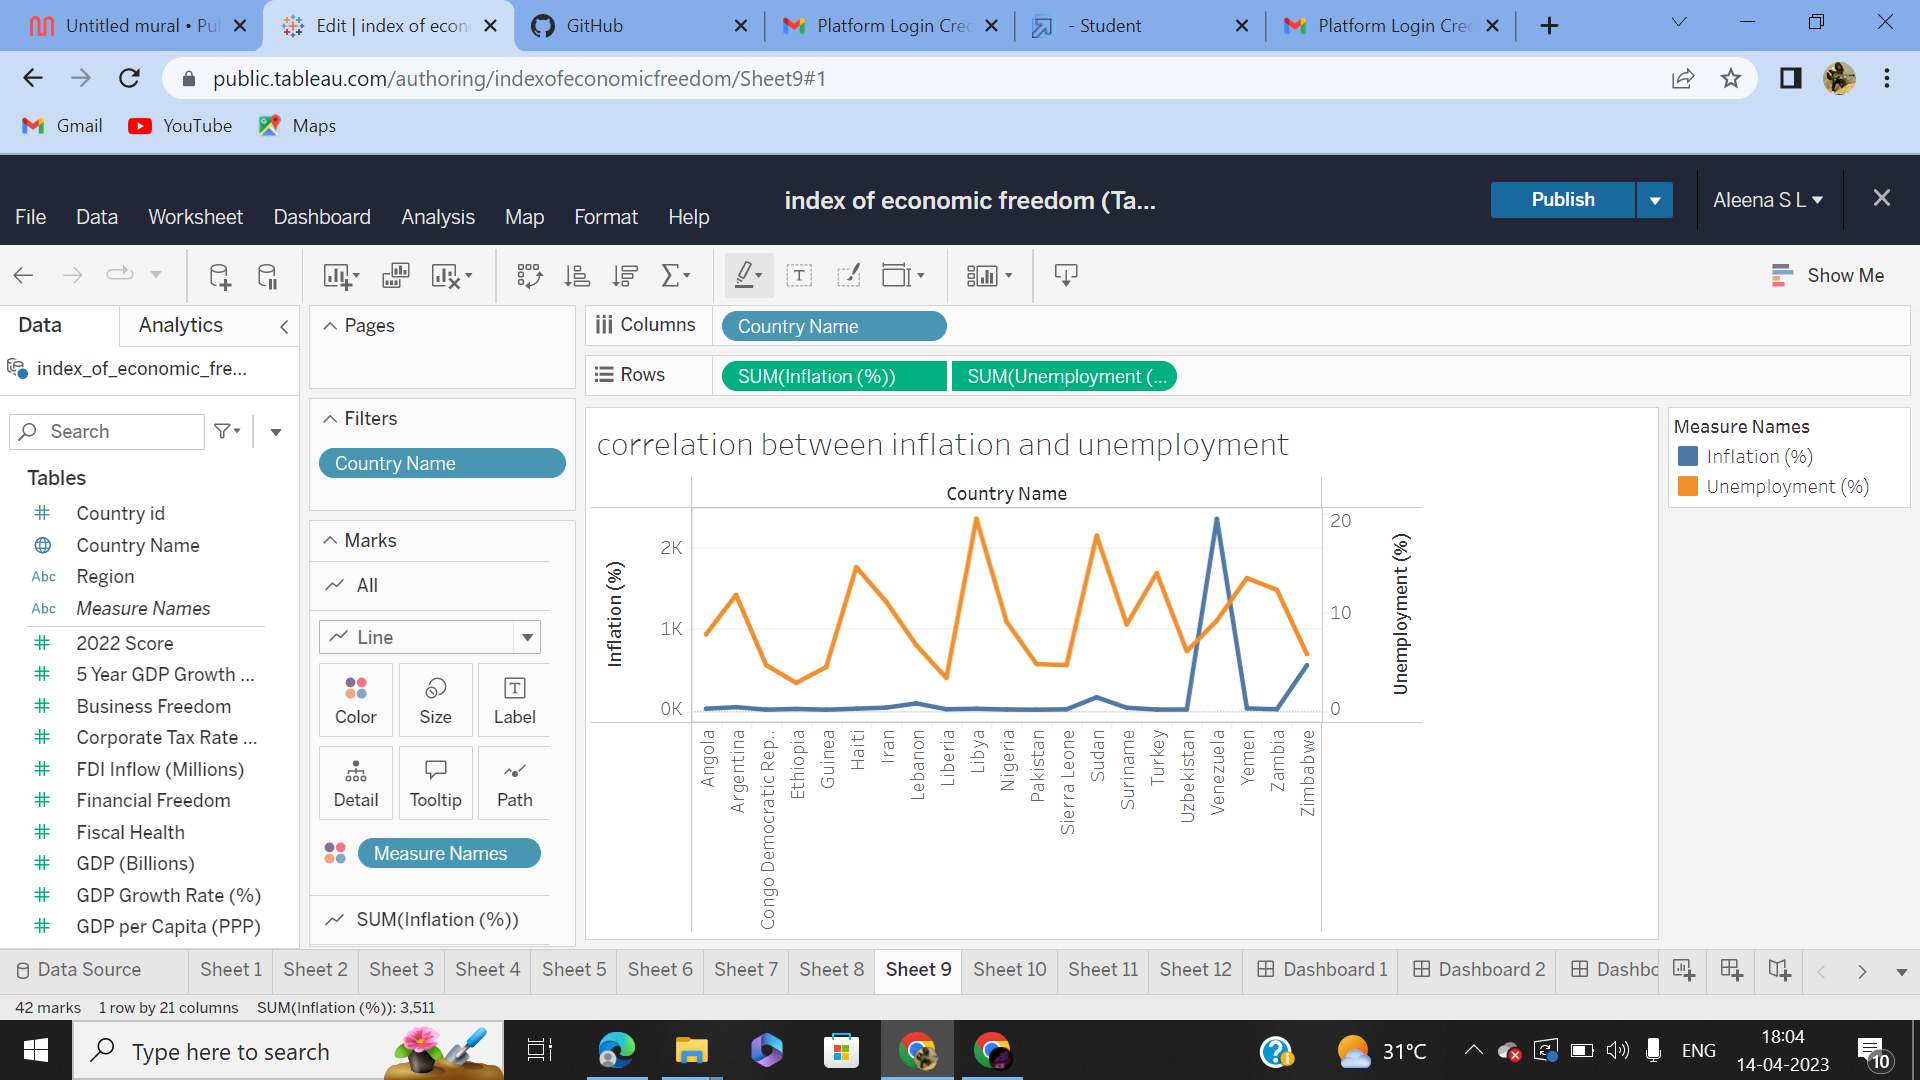 Untitled mural • Pu
Edit | index of econ
GitHub
Platform Login Cre
- Student
Platform Login Cre
public.tableau.com/authoring/indexofeconomicfreedom/Sheet9#1
Gmail
YouTube
Maps
index of economic freedom (Ta...
Publish
Aleena S L
File
Data
Worksheet
Dashboard
Analysis
Map
Format
Help
Show Me
Data
Analytics
index_of_economic_fre...
Search
Tables
Country id
Country Name
Abc Region
Abc Measure Names
2022 Score
5 Year GDP Growth ...
Business Freedom
Corporate Tax Rate ...
FDI Inflow (Millions)
Financial Freedom
Fiscal Health
GDP (Billions)
GDP Growth Rate (%)
GDP per Capita (PPP)
Pages
Filters
Country Name
Marks
All
Line
Color
Size
Label
Detail
Tooltip
Path
Measure Names
SUM(Inflation (%))
Columns
Country Name
Rows
SUM(Inflation (%))
SUM(Unemployment (...
correlation between inflation and unemployment
Country Name
Inflation (%)
2K
1K
0K
20
10
0
Unemployment (%)
Angola
Argentina
Congo Democratic Rep..
Ethiopia
Guinea
Haiti
Iran
Lebanon
Liberia
Libya
Nigeria
Pakistan
Sierra Leone
Sudan
Suriname
Turkey
Uzbekistan
Venezuela
Yemen
Zambia
Zimbabwe
Measure Names
Inflation (%)
Unemployment (%)
Data Source
Sheet 1
Sheet 2
Sheet 3
Sheet 4
Sheet 5
Sheet 6
Sheet 7
Sheet 8
Sheet 9
Sheet 10
Sheet 11
Sheet 12
Dashboard 1
Dashboard 2
Dashbo
42 marks
1 row by 21 columns
SUM(Inflation (%)): 3,511
Type here to search
31°C
ENG
18:04
14-04-2023
10